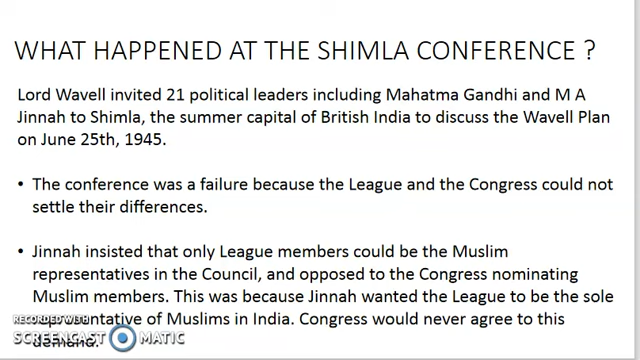 WHAT HAPPENED AT THE SHIMLA CONFERENCE ?
Lord Wavell invited 21 political leaders including Mahatma Gandhi and M A
Jinnah to Shimla, the summer capital of British India to discuss the Wavell Plan
on June 25th, 1945.
• The conference was a failure because the League and the Congress could not
settle their differences.
• Jinnah insisted that only League members could be the Muslim
representatives in the Council, and opposed to the Congress nominating
Muslim members. This was because Jinnah wanted the League to be the sole
representative of Muslims in India. Congress would never agree to this
demand.
RECORDED WITH
SCREENCAST MATIC